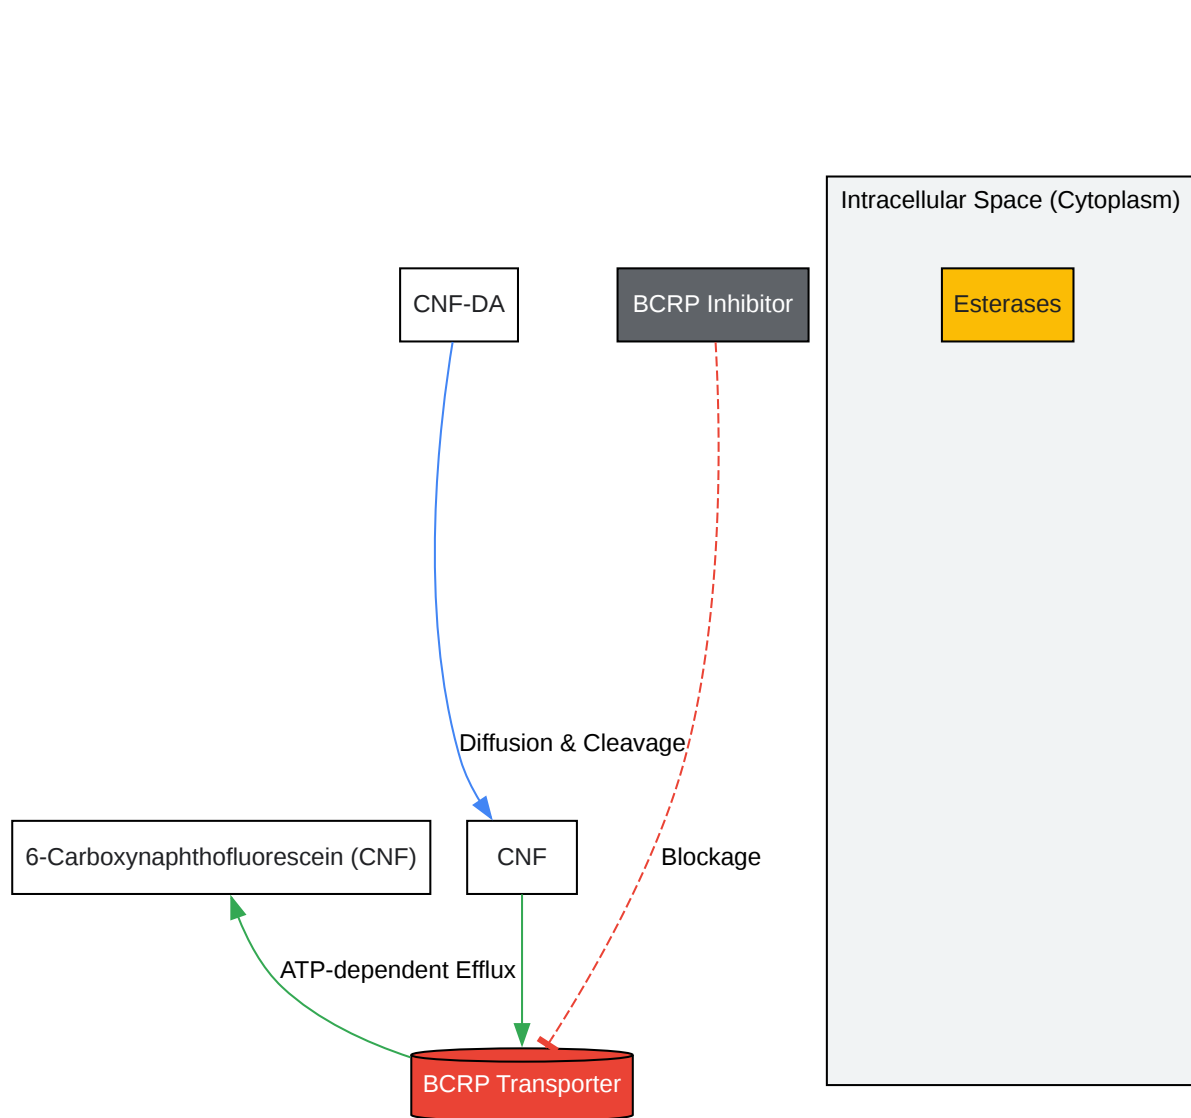 Intracellular Space (Cytoplasm)
CNF-DA
BCRP Inhibitor
Esterases
Diffusion & Cleavage
6-Carboxynaphthofluorescein (CNF)
CNF
Blockage
ATP-dependent Efflux
BCRP Transporter